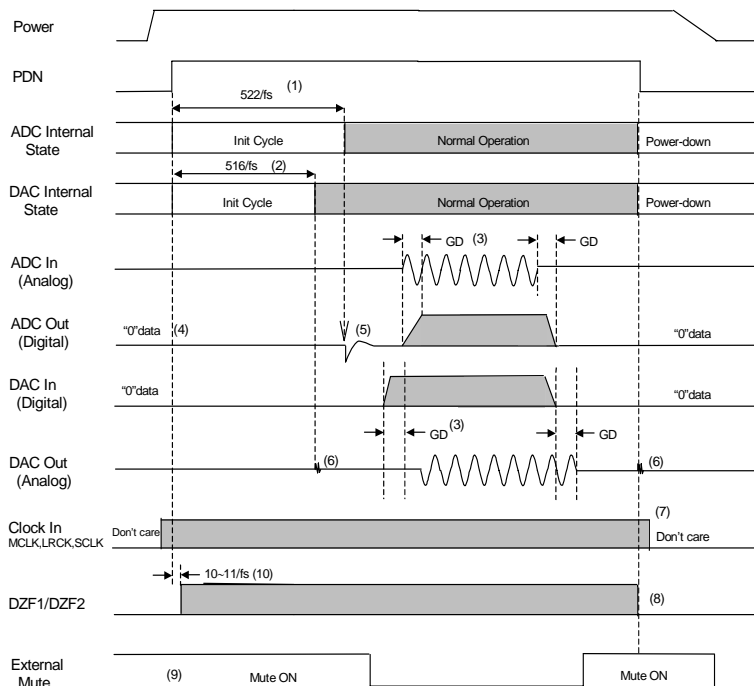 Power
PDN
522/fs (1)
ADC Internal
State
Init Cycle
Normal Operation
Power-down
516/fs (2)
DAC Internal
State
Init Cycle
Normal Operation
Power-down
GD (3)
GD
ADC In
(Analog)
ADC Out
(Digital)
“0”data (4)
(5)
“0”data
DAC In
(Digital)
“0”data
“0”data
GD (3)
GD
DAC Out
(Analog)
(6)
(6)
Clock In
MCLK,LRCK,SCLK
Don't care
(7)
Don't care
10~11/fs (10)
DZF1/DZF2
(8)
External
Mute
(9)
Mute ON
Mute ON